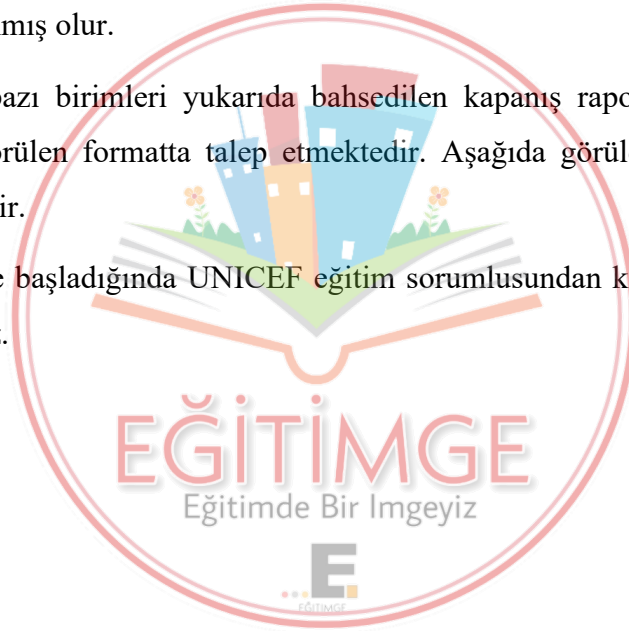 mış olur.
bazı birimleri yukarıda bahsedilen kapanış rapo
örülen formatta talep etmektedir. Aşağıda görül
ir.
e başladığında UNICEF eğitim sorumlusundan k
.
EĞİTİMGE
Eğitimde Bir Imgeyiz
E.
EĞİTİMGE